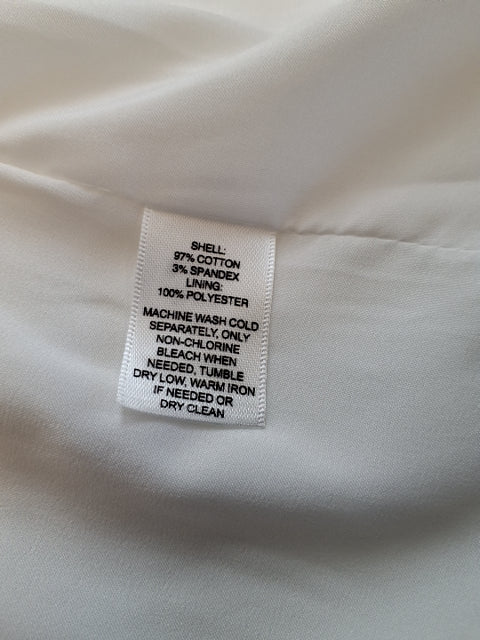 SHELL:
97% COTTON
3% SPANDEX
LINING:
100% POLYESTER
MACHINE WASH COLD
SEPARATELY, ONLY
NON-CHLORINE
BLEACH WHEN
NEEDED, TUMBLE
DRY LOW, WARM IRON
IF NEEDED OR
DRY CLEAN